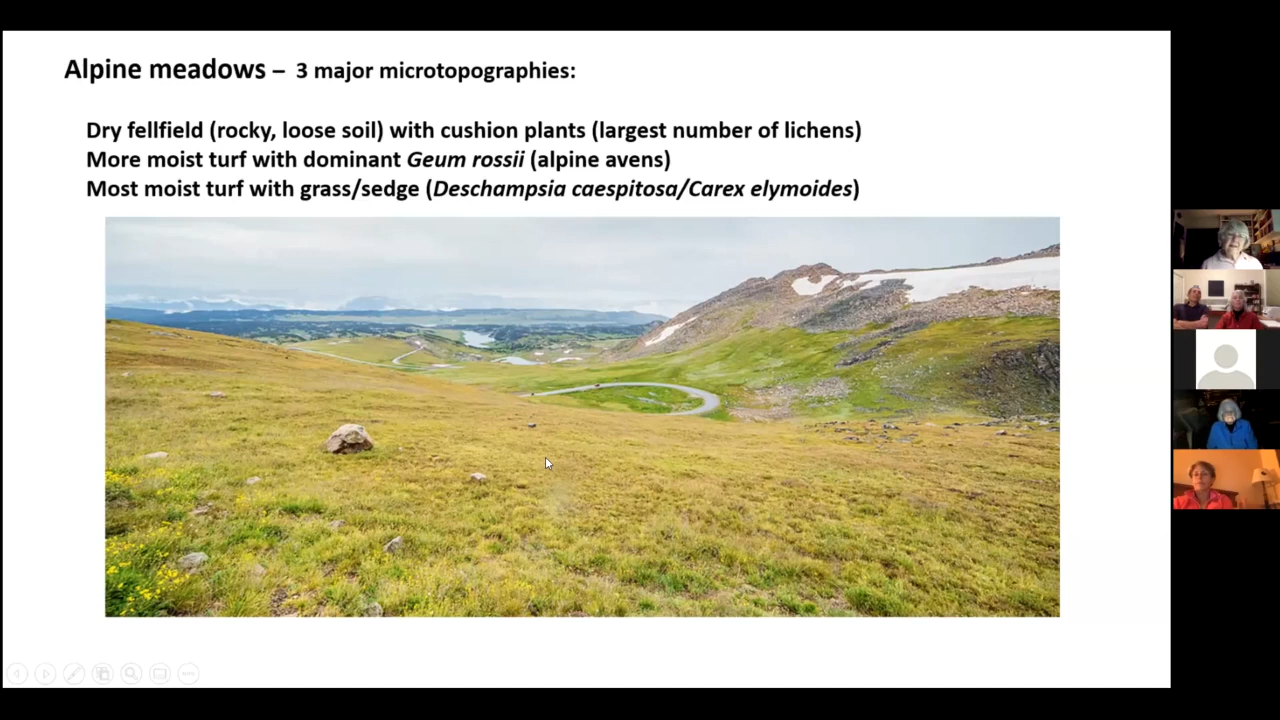 Alpine meadows – 3 major microtopographies:
Dry fellfield (rocky, loose soil) with cushion plants (largest number of lichens)
More moist turf with dominant Geum rossii (alpine avens)
Most moist turf with grass/sedge (Deschampsia caespitosa/Carex elymoides)